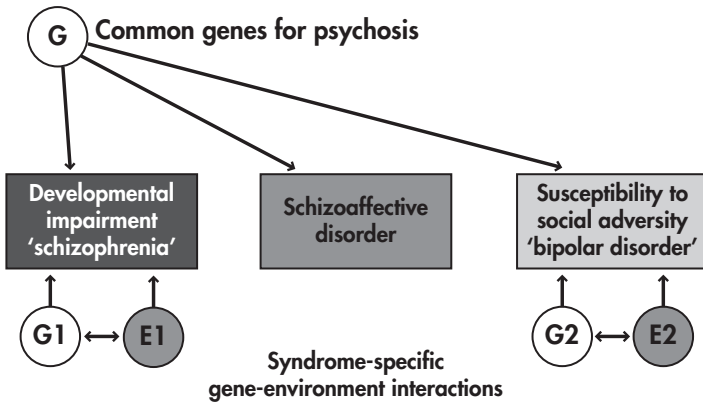 G Common genes for psychosis
Developmental
impairment
‘schizophrenia’
Schizoaffective
disorder
Susceptibility to
social adversity
‘bipolar disorder’
G1 E1
G2 E2
Syndrome-specific
gene-environment interactions